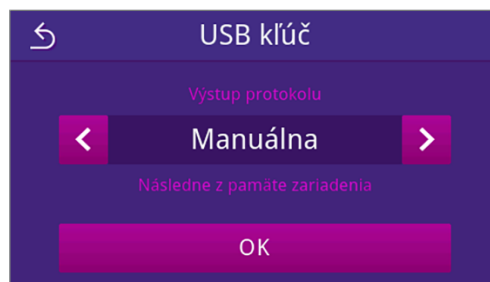 USB kľúč
Výstup protokolu
Manuálna
Následne z pamäte zariadenia
OK